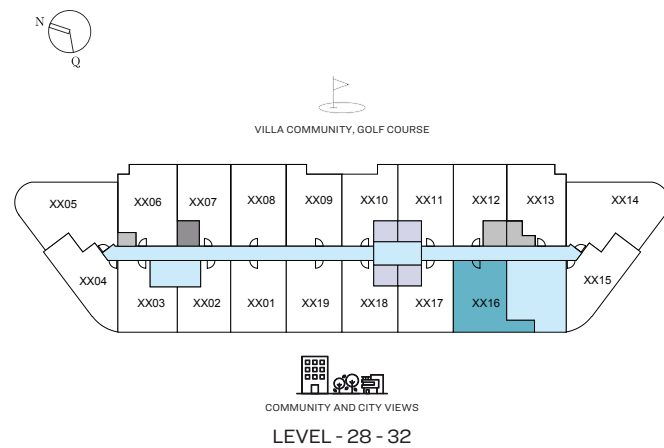 N
Q
VILLA COMMUNITY, GOLF COURSE
XX05 XX06 XX07 XX08 XX09 XX10 XX11 XX12 XX13 XX14
XX04 XX03 XX02 XX01 XX19 XX18 XX17 XX16 XX15
COMMUNITY AND CITY VIEWS
LEVEL - 28 - 32